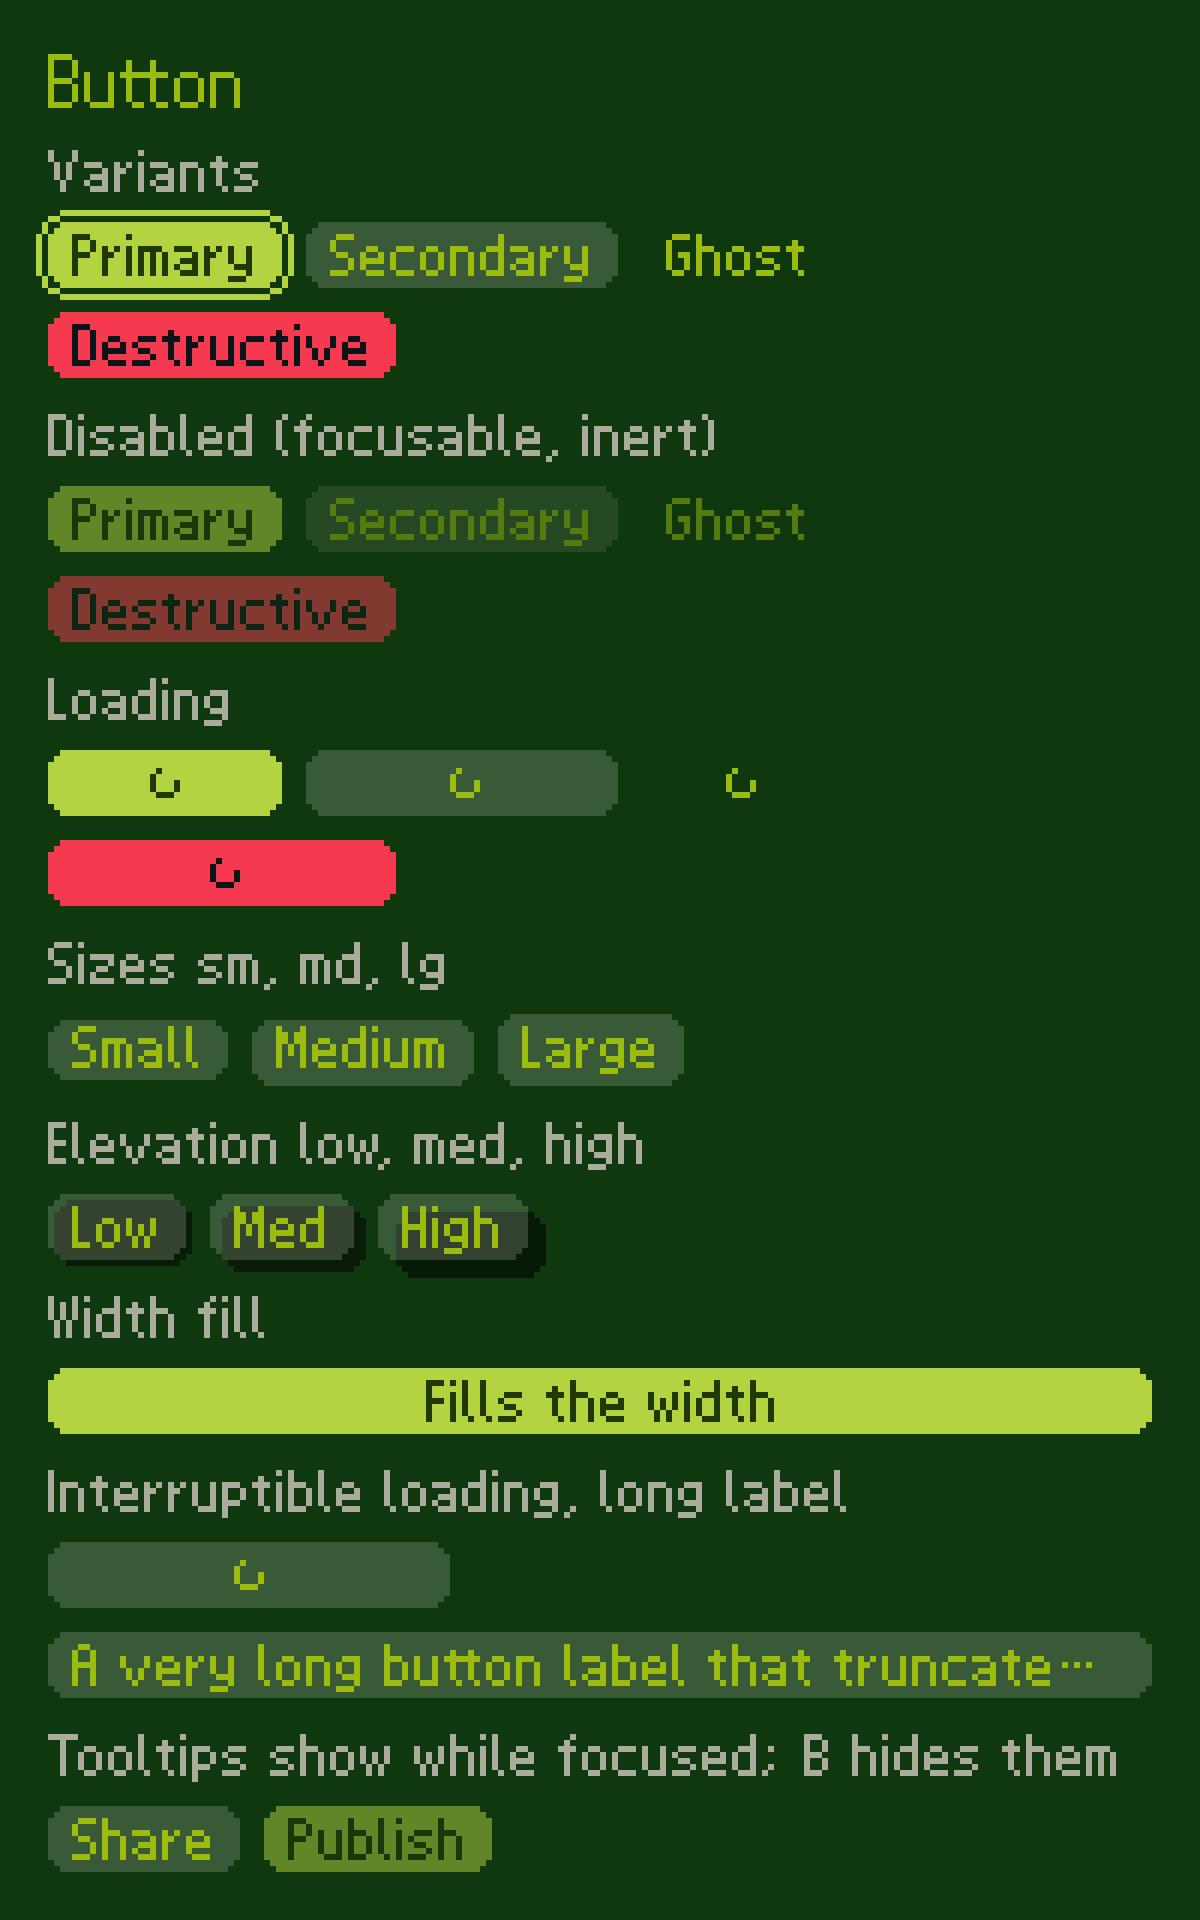 Button
Variants
Primary Secondary Ghost
Destructive
Disabled (focusable, inert)
Primary Secondary Ghost
Destructive
Loading
Sizes sm, md, lg
Small Medium Large
Elevation low, med, high
Low Med High
Width fill
Fills the width
Interruptible loading, long label
A very long button label that truncate…
Tooltips show while focused; B hides them
Share Publish